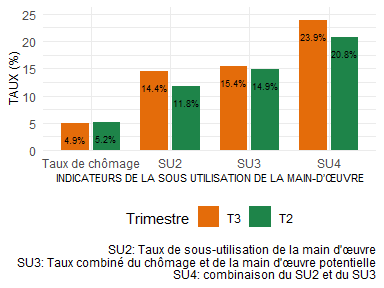 TAUX (%)
25
20
15
10
5
0
4.9% 5.2% 14.4% 11.8% 15.4% 14.9% 23.9% 20.8%
Taux de chômage SU2 SU3 SU4
INDICATEURS DE LA SOUS UTILISATION DE LA MAIN-D'ŒUVRE
Trimestre T3 T2
SU2: Taux de sous-utilisation de la main d'œuvre
SU3: Taux combiné du chômage et de la main d'œuvre potentielle
SU4: combinaison du SU2 et du SU3